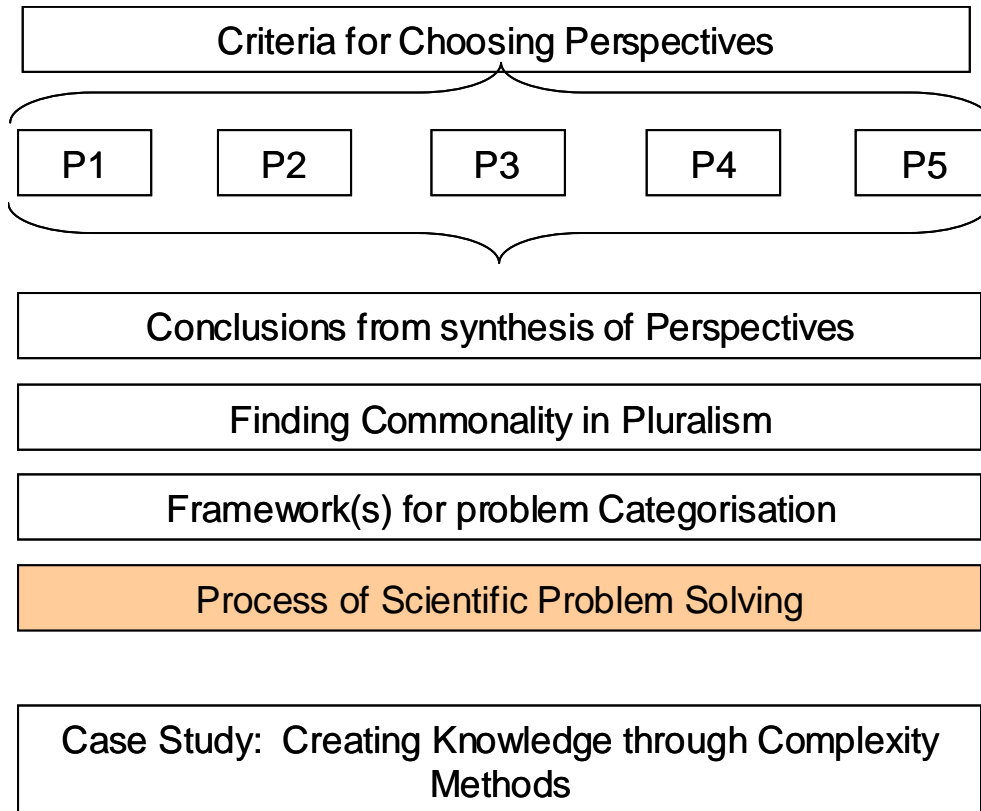 Criteria for Choosing Perspectives
P1 P2 P3 P4 P5
Conclusions from synthesis of Perspectives
Finding Commonality in Pluralism
Framework(s) for problem Categorisation
Process of Scientific Problem Solving
Case Study: Creating Knowledge through Complexity
Methods